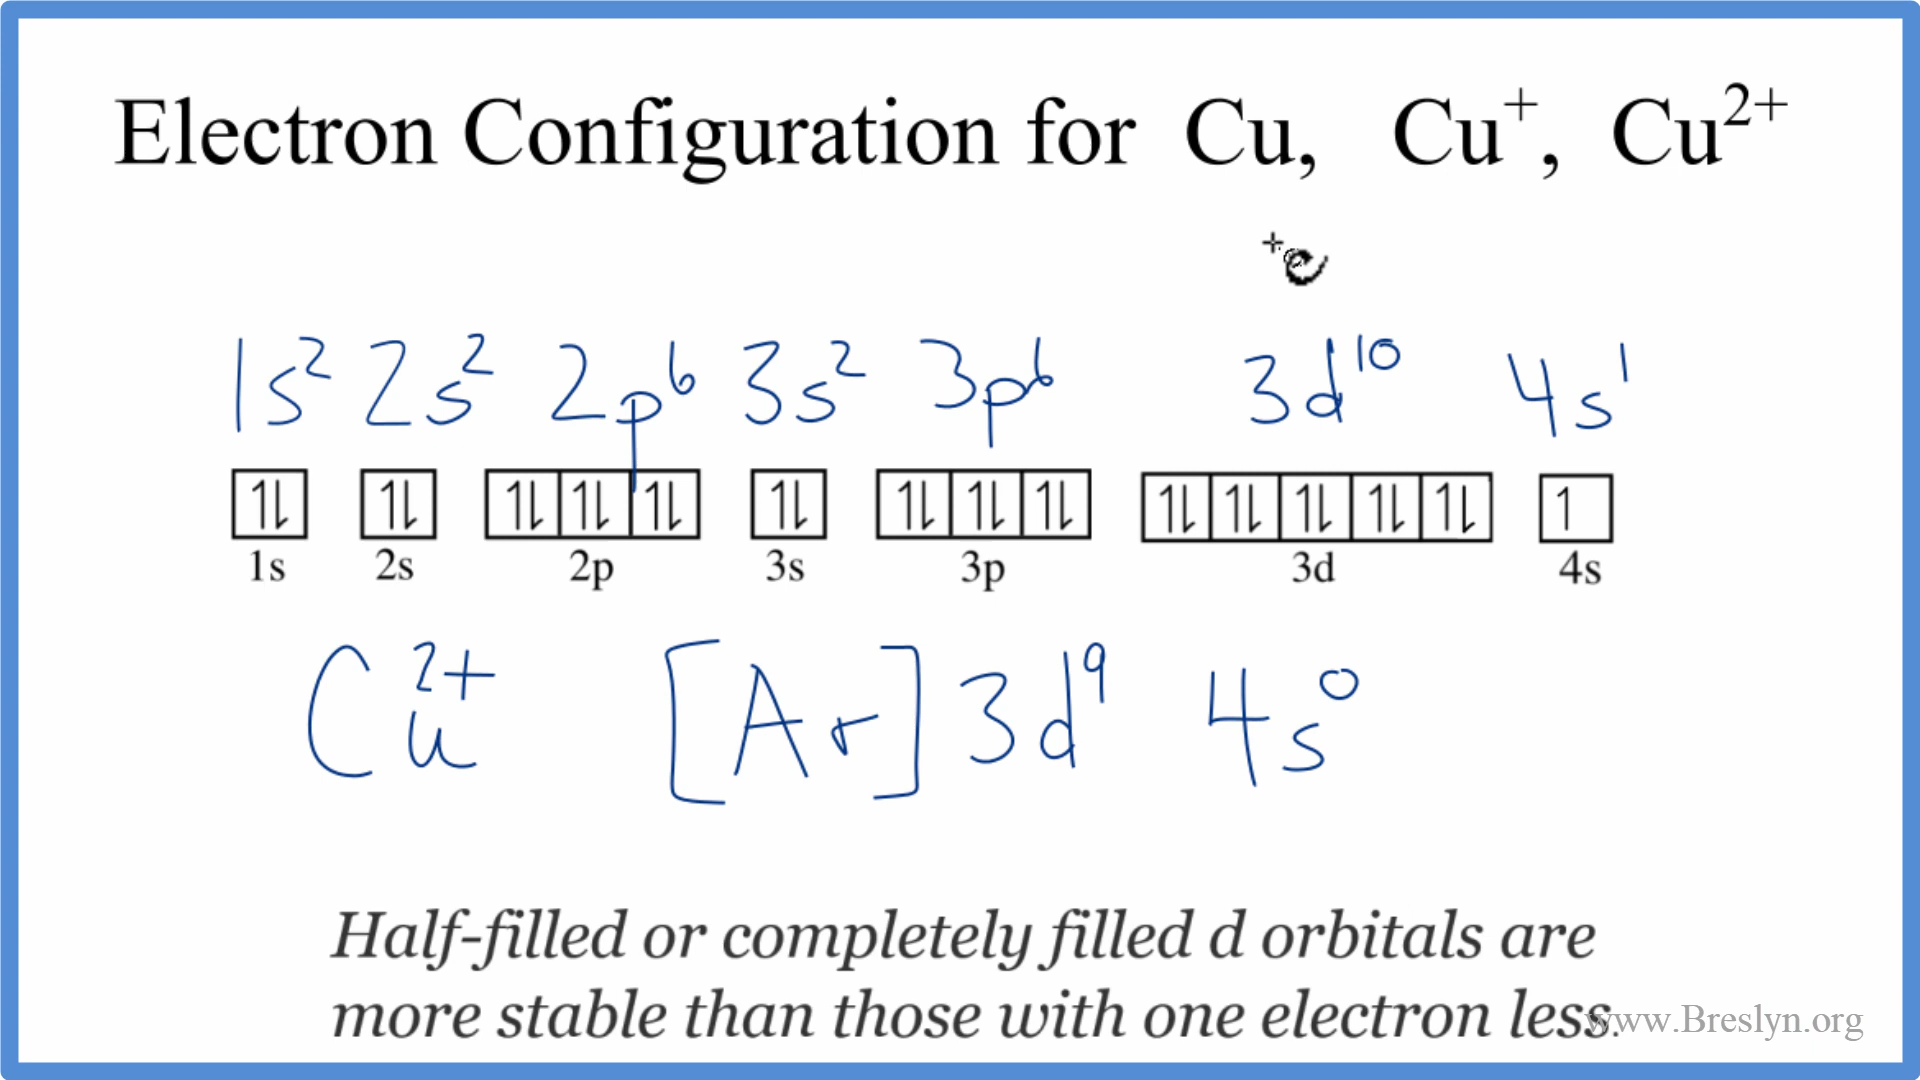 Electron Configuration for Cu, Cu⁺, Cu²⁺
1s² 2s² 2p⁶ 3s² 3p⁶ 3d¹⁰ 4s¹
1s 2s 2p 3s 3p 3d 4s
Cu²⁺ [Ar] 3d⁹ 4s⁰
Half-filled or completely filled d orbitals are
more stable than those with one electron less.
www.Breslyn.org